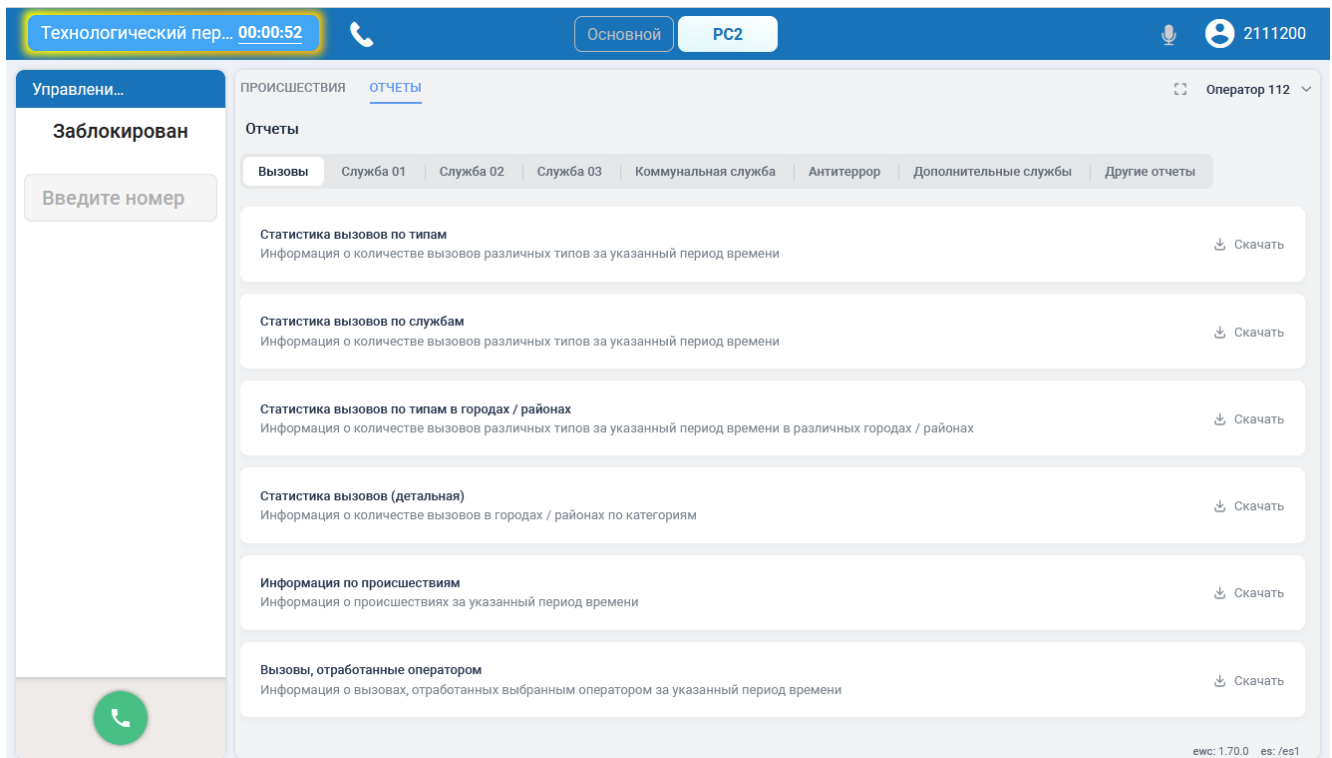 Технологический пер... 00:00:52
Основной
РС2
2111200
Управлени...
Заблокирован
Введите номер
ПРОИСШЕСТВИЯ
ОТЧЕТЫ
Оператор 112
Отчеты
Вызовы
Служба 01
Служба 02
Служба 03
Коммунальная служба
Антитеррор
Дополнительные службы
Другие отчеты
Статистика вызовов по типам
Информация о количестве вызовов различных типов за указанный период времени
Скачать
Статистика вызовов по службам
Информация о количестве вызовов различных типов за указанный период времени
Скачать
Статистика вызовов по типам в городах / районах
Информация о количестве вызовов различных типов за указанный период времени в различных городах / районах
Скачать
Статистика вызовов (детальная)
Информация о количестве вызовов в городах / районах по категориям
Скачать
Информация по происшествиям
Информация о происшествиях за указанный период времени
Скачать
Вызовы, отработанные оператором
Информация о вызовах, отработанных выбранным оператором за указанный период времени
Скачать
ewc: 1.70.0 es: /es1